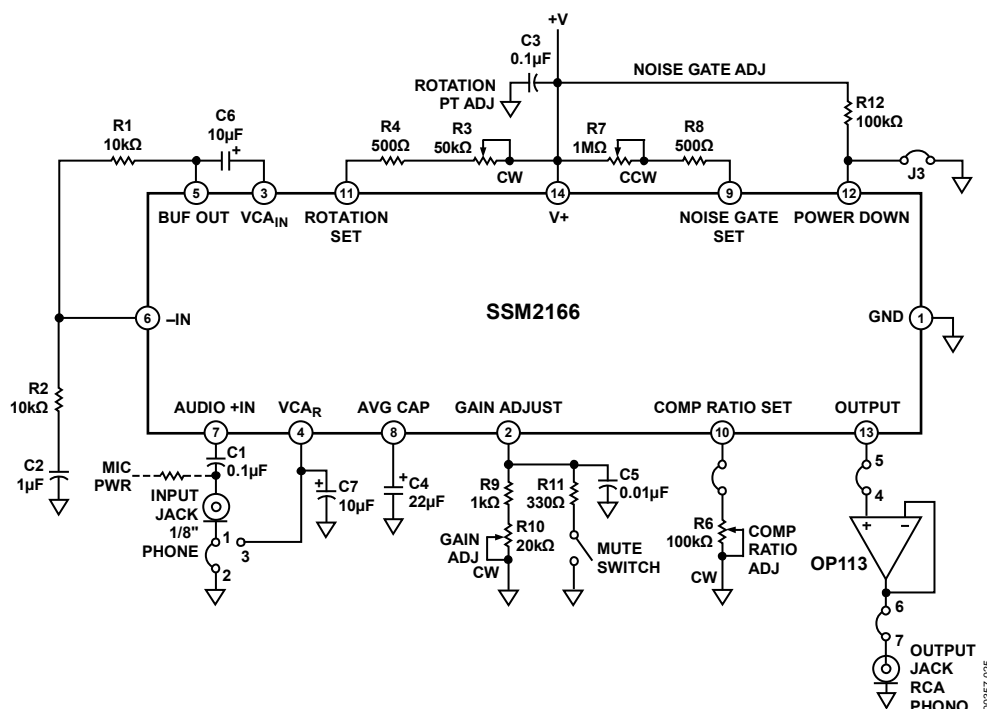 +V
C3
0.1µF
NOISE GATE ADJ
ROTATION
PT ADJ
R12
100kΩ
R1
10kΩ
C6
10µF
+
R4
500Ω
R3
50kΩ
R7
1MΩ
R8
500Ω
CW
CCW
J3
5
3
11
14
9
12
BUF OUT
VCAIN
ROTATION
SET
V+
NOISE GATE
SET
POWER DOWN
SSM2166
6
–IN
GND
1
R2
10kΩ
C2
1µF
AUDIO +IN
VCAR
AVG CAP
GAIN ADJUST
COMP RATIO SET
OUTPUT
7
4
8
2
10
13
C1
0.1µF
MIC
PWR
INPUT
JACK
1/8"
PHONE
1
3
2
+
C7
10µF
+
C4
22µF
R9
1kΩ
R11
330Ω
C5
0.01µF
GAIN
ADJ
R10
20kΩ
CW
MUTE
SWITCH
R6
100kΩ
COMP
RATIO
ADJ
CW
5
4
+
–
OP113
6
7
OUTPUT
JACK
RCA
PHONO
00357-025